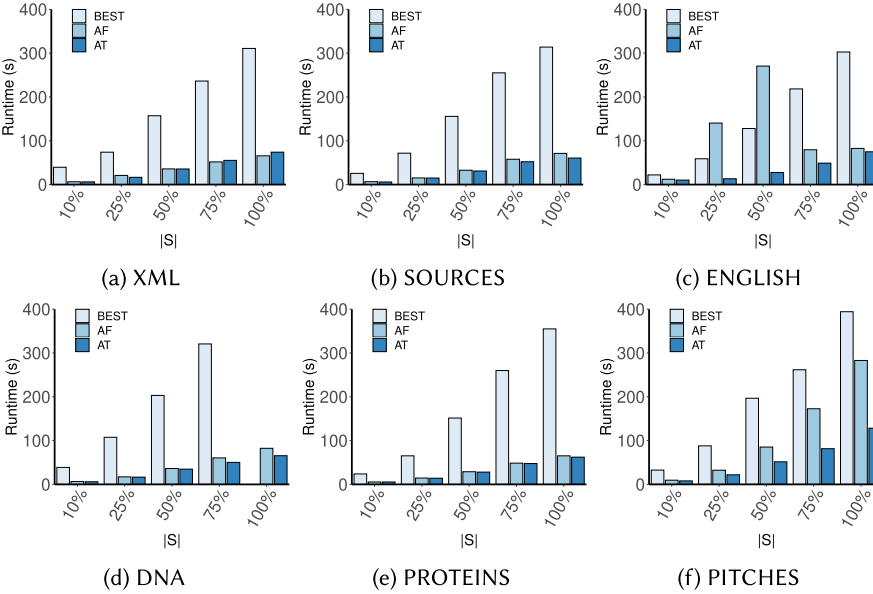 400
300
200
100
0
Runtime (s)
BEST
AF
AT
10%
25%
50%
75%
100%
|S|
(a) XML
400
300
200
100
0
Runtime (s)
BEST
AF
AT
10%
25%
50%
75%
100%
|S|
(b) SOURCES
400
300
200
100
0
Runtime (s)
BEST
AF
AT
10%
25%
50%
75%
100%
|S|
(c) ENGLISH
400
300
200
100
0
Runtime (s)
BEST
AF
AT
10%
25%
50%
75%
100%
|S|
(d) DNA
400
300
200
100
0
Runtime (s)
BEST
AF
AT
10%
25%
50%
75%
100%
|S|
(e) PROTEINS
400
300
200
100
0
Runtime (s)
BEST
AF
AT
10%
25%
50%
75%
100%
|S|
(f) PITCHES